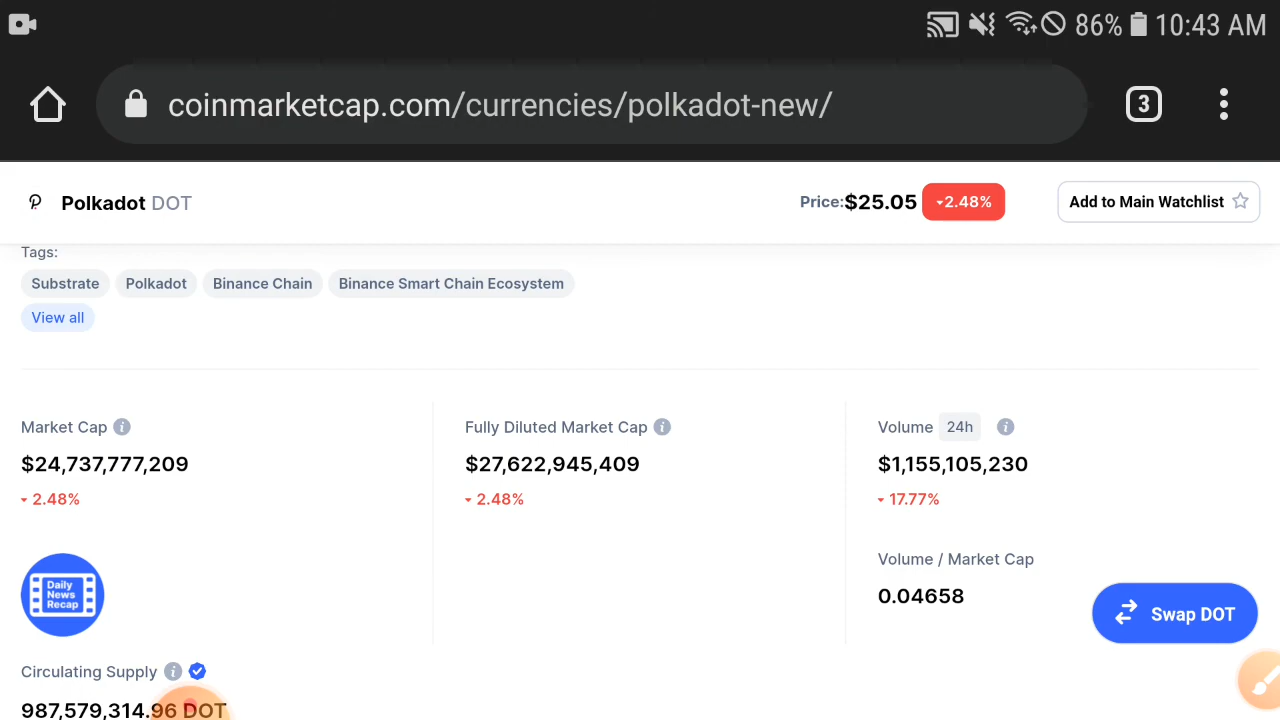 86% 10:43 AM
coinmarketcap.com/currencies/polkadot-new/
3
Polkadot DOT
Price:$25.05 2.48%
Add to Main Watchlist
Tags:
Substrate Polkadot Binance Chain Binance Smart Chain Ecosystem
View all
Market Cap
$24,737,777,209
2.48%
Fully Diluted Market Cap
$27,622,945,409
2.48%
Volume 24h
$1,155,105,230
17.77%
Volume / Market Cap
0.04658
Daily
News
Recap
Swap DOT
Circulating Supply
987,579,314.96 DOT